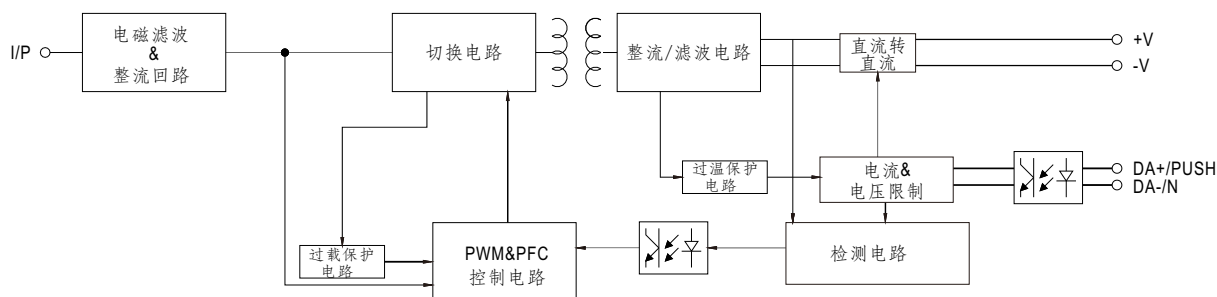 电磁滤波
&
整流回路
I/P
切换电路
整流/滤波电路
直流转
直流
+V
-V
过温保护
电路
电流&
电压限制
DA+/PUSH
DA-/N
过载保护
电路
PWM&PFC
控制电路
检测电路